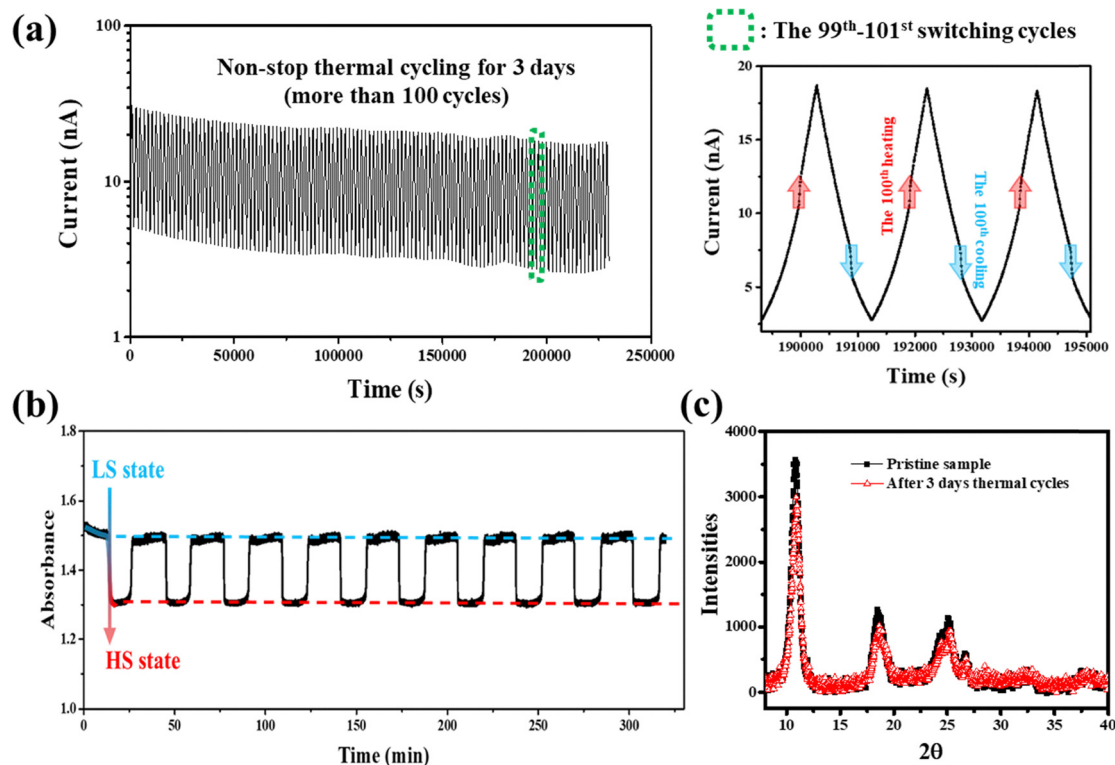 (a)
Non-stop thermal cycling for 3 days
(more than 100 cycles)
Current (nA)
100
10
1
0
50000
100000
150000
200000
250000
Time (s)
: The 99th-101st switching cycles
Current (nA)
20
15
10
5
The 100th heating
The 100th cooling
190000
191000
192000
193000
194000
195000
Time (s)
(b)
Absorbance
1.8
1.6
1.4
1.2
1.0
LS state
HS state
0
50
100
150
200
250
300
Time (min)
(c)
Intensities
4000
3000
2000
1000
0
Pristine sample
After 3 days thermal cycles
10
15
20
25
30
35
40
2θ